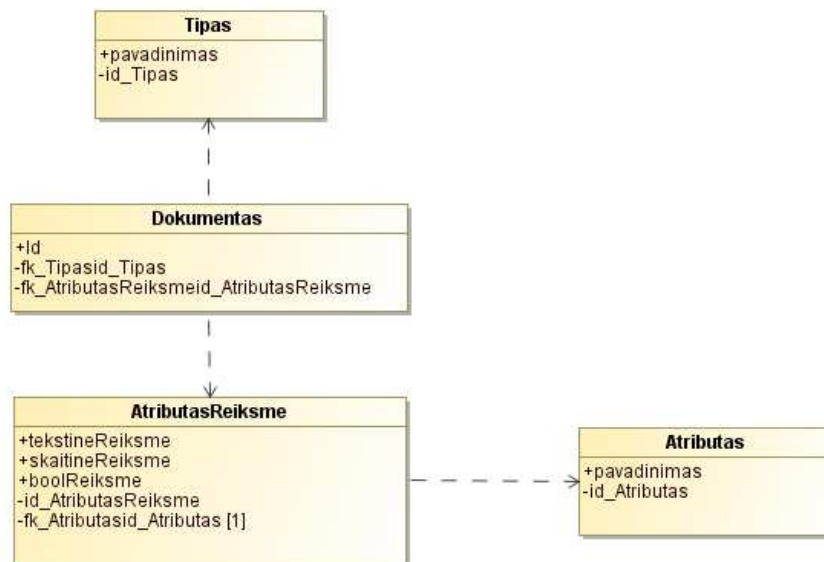 Tipas
+pavadinimas
-id_Tipas
Dokumentas
+Id
-fk_Tipasid_Tipas
-fk_AtributasReiksmeid_AtributasReiksme
AtributasReiksme
+tekstineReiksme
+skaitineReiksme
+boolReiksme
-id_AtributasReiksme
-fk_Atributasid_Atributas [1]
Atributas
+pavadinimas
-id_Atributas